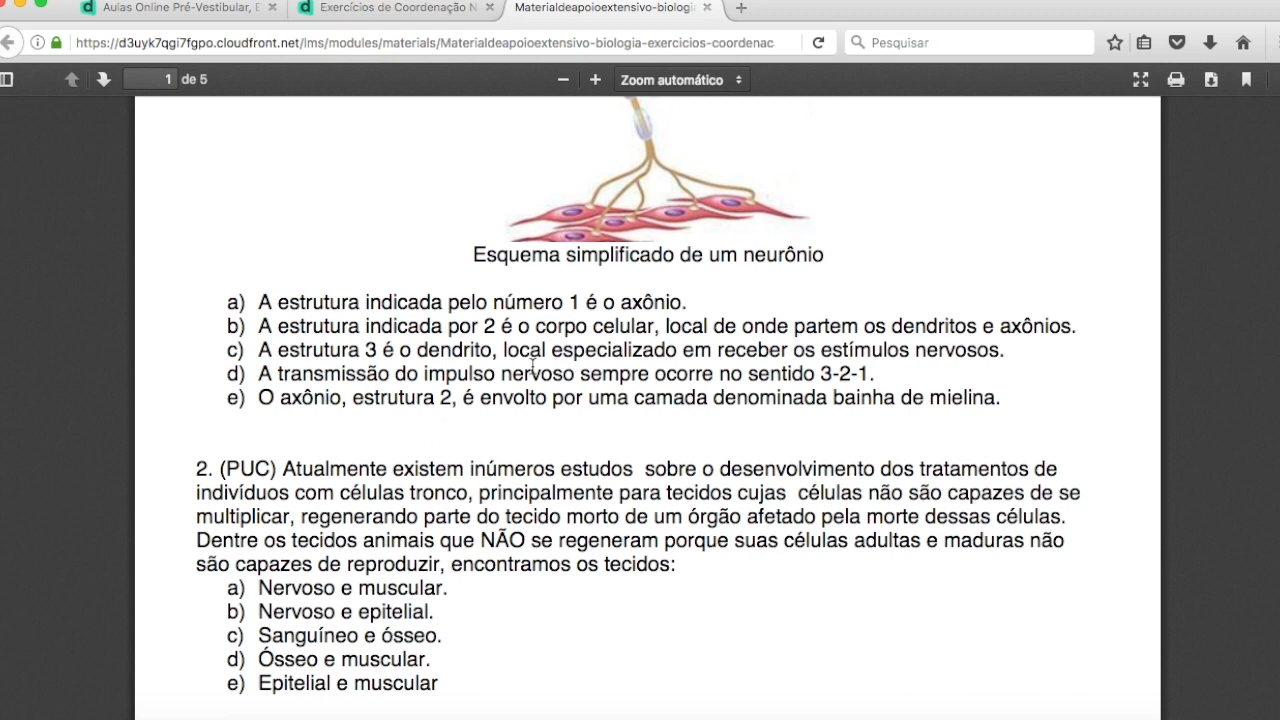 Aulas Online Pré-Vestibular, E
Exercícios de Coordenação N
Materialdeapoioextensivo-biologi
https://d3uyk7qgi7fgpo.cloudfront.net/lms/modules/materials/Materialdeapoioextensivo-biologia-exercicios-coordenac
Pesquisar
1 de 5
Zoom automático
Esquema simplificado de um neurônio
a) A estrutura indicada pelo número 1 é o axônio.
b) A estrutura indicada por 2 é o corpo celular, local de onde partem os dendritos e axônios.
c) A estrutura 3 é o dendrito, local especializado em receber os estímulos nervosos.
d) A transmissão do impulso nervoso sempre ocorre no sentido 3-2-1.
e) O axônio, estrutura 2, é envolto por uma camada denominada bainha de mielina.
2. (PUC) Atualmente existem inúmeros estudos sobre o desenvolvimento dos tratamentos de
indivíduos com células tronco, principalmente para tecidos cujas células não são capazes de se
multiplicar, regenerando parte do tecido morto de um órgão afetado pela morte dessas células.
Dentre os tecidos animais que NÃO se regeneram porque suas células adultas e maduras não
são capazes de reproduzir, encontramos os tecidos:
a) Nervoso e muscular.
b) Nervoso e epitelial.
c) Sanguíneo e ósseo.
d) Ósseo e muscular.
e) Epitelial e muscular